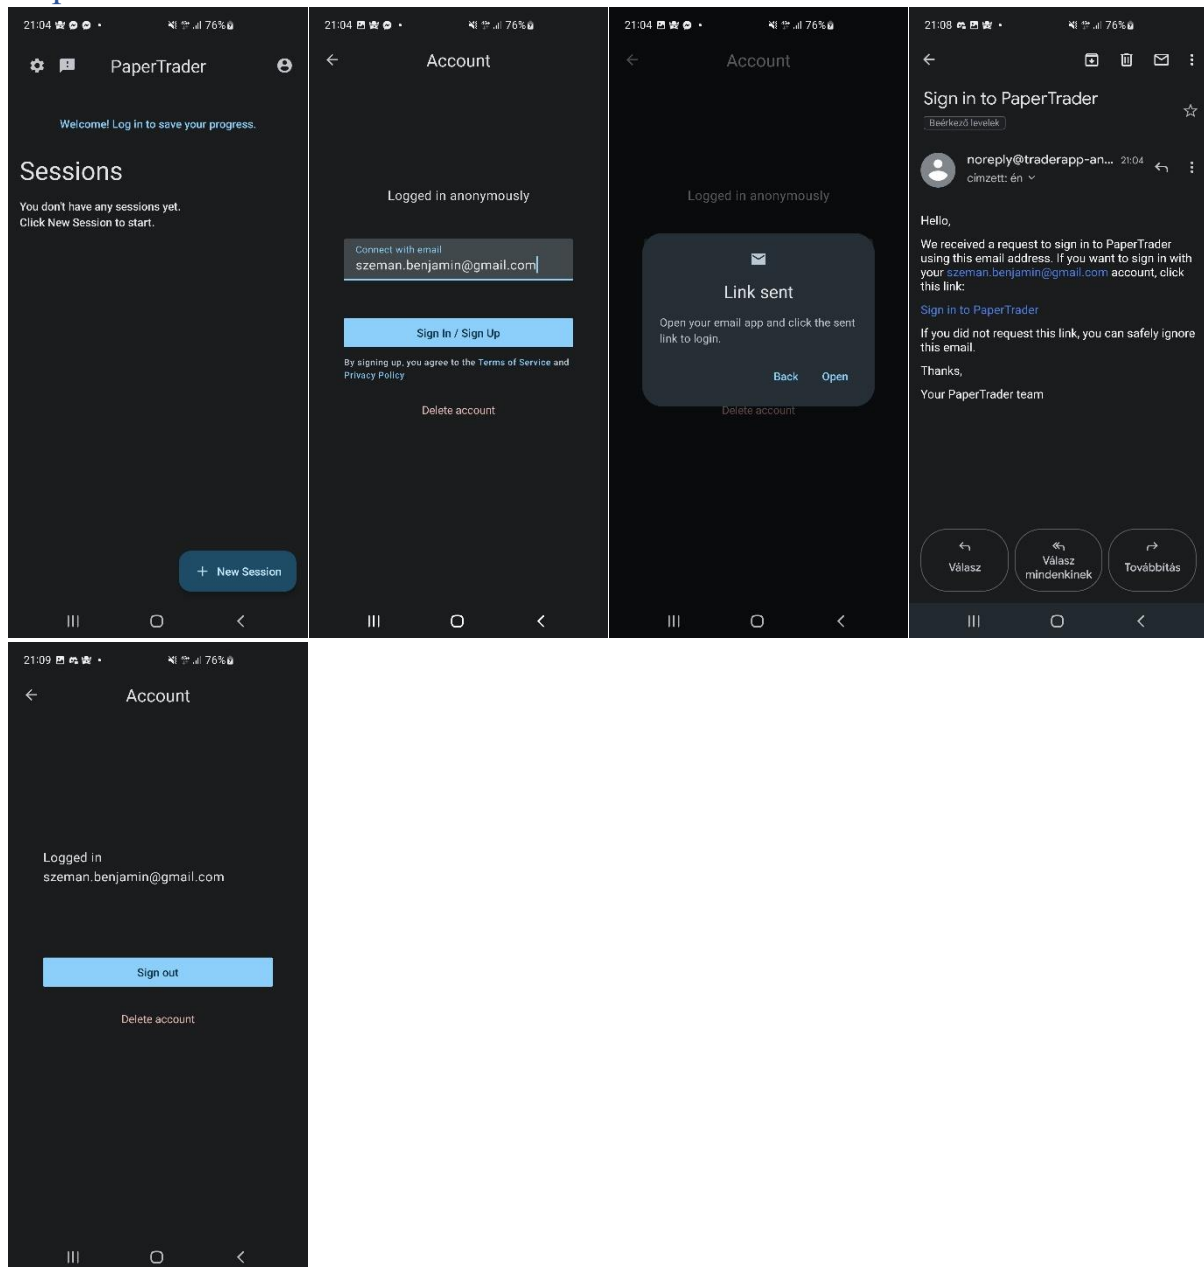 21:04
76%
PaperTrader
Welcome! Log in to save your progress.
Sessions
You don't have any sessions yet.
Click New Session to start.
+ New Session
21:04
76%
Account
Logged in anonymously
Connect with email
szeman.benjamin@gmail.com
Sign In / Sign Up
By signing up, you agree to the Terms of Service and
Privacy Policy
Delete account
21:04
76%
Account
Logged in anonymously
Link sent
Open your email app and click the sent
link to login.
Back Open
Delete account
21:08
76%
Sign in to PaperTrader
Beérkező levelek
noreply@traderapp-an... 21:04
címzett: én
Hello,
We received a request to sign in to PaperTrader
using this email address. If you want to sign in with
your szeman.benjamin@gmail.com account, click
this link:
Sign in to PaperTrader
If you did not request this link, you can safely ignore
this email.
Thanks,
Your PaperTrader team
Válasz
Válasz
mindenkinek
Továbbítás
21:09
76%
Account
Logged in
szeman.benjamin@gmail.com
Sign out
Delete account